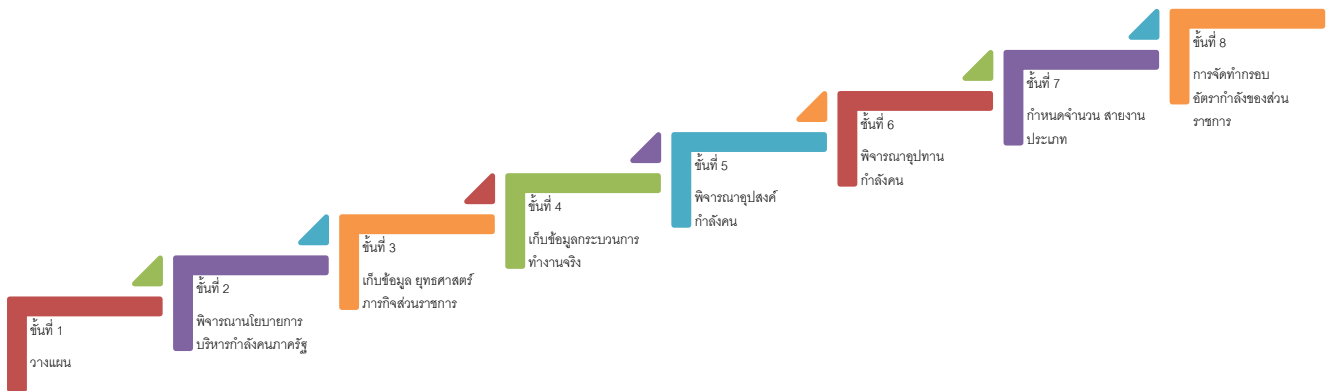 ขั้นที่ 1
วางแผน
ขั้นที่ 2
พิจารณานโยบายการ
บริหารกำลังคนภาครัฐ
ขั้นที่ 3
เก็บข้อมูล ยุทธศาสตร์
ภารกิจส่วนราชการ
ขั้นที่ 4
เก็บข้อมูลกระบวนการ
ทำงานจริง
ขั้นที่ 5
พิจารณาอุปสงค์
กำลังคน
ขั้นที่ 6
พิจารณาอุปทาน
กำลังคน
ขั้นที่ 7
กำหนดจำนวน สายงาน
ประเภท
ขั้นที่ 8
การจัดทำกรอบ
อัตรากำลังของส่วน
ราชการ